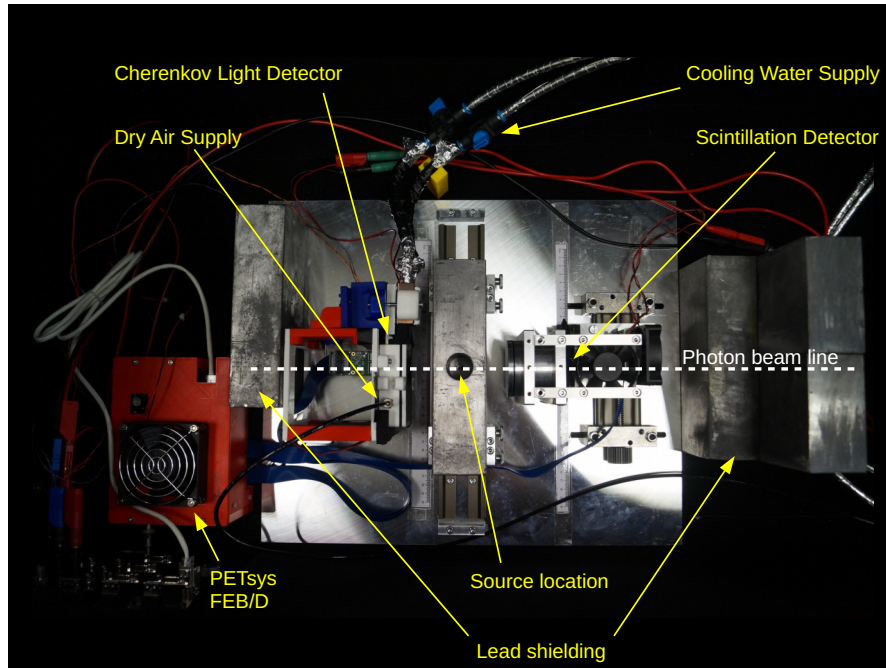 Cherenkov Light Detector
Cooling Water Supply
Dry Air Supply
Scintillation Detector
Photon beam line
PETsys
FEB/D
Source location
Lead shielding